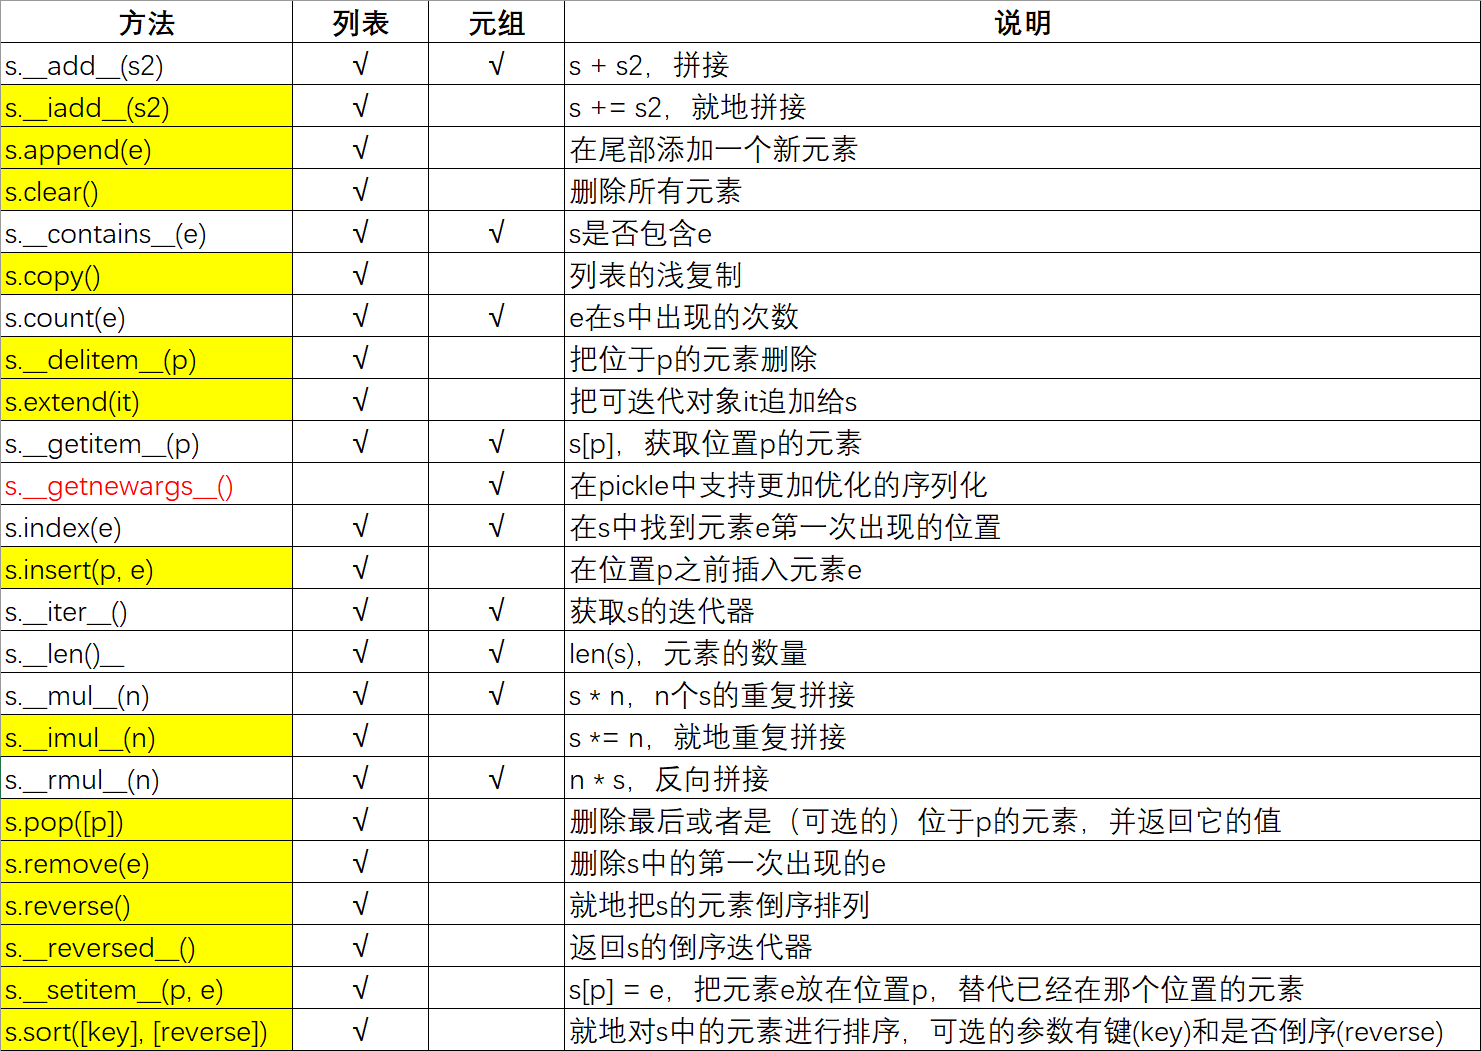 方法 列表 元组 说明
s.__add__(s2) √ √ s + s2，拼接
s.__iadd__(s2) √ s += s2，就地拼接
s.append(e) √ 在尾部添加一个新元素
s.clear() √ 删除所有元素
s.__contains__(e) √ √ s是否包含e
s.copy() √ 列表的浅复制
s.count(e) √ √ e在s中出现的次数
s.__delitem__(p) √ 把位于p的元素删除
s.extend(it) √ 把可迭代对象it追加给s
s.__getitem__(p) √ √ s[p]，获取位置p的元素
s.__getnewargs__() √ 在pickle中支持更加优化的序列化
s.index(e) √ √ 在s中找到元素e第一次出现的位置
s.insert(p, e) √ 在位置p之前插入元素e
s.__iter__() √ √ 获取s的迭代器
s.__len()__ √ √ len(s)，元素的数量
s.__mul__(n) √ √ s * n，n个s的重复拼接
s.__imul__(n) √ s *= n，就地重复拼接
s.__rmul__(n) √ √ n * s，反向拼接
s.pop([p]) √ 删除最后或者是（可选的）位于p的元素，并返回它的值
s.remove(e) √ 删除s中的第一次出现的e
s.reverse() √ 就地把s的元素倒序排列
s.__reversed__() √ 返回s的倒序迭代器
s.__setitem__(p, e) √ s[p] = e，把元素e放在位置p，替代已经在那个位置的元素
s.sort([key], [reverse]) √ 就地对s中的元素进行排序，可选的参数有键(key)和是否倒序(reverse)